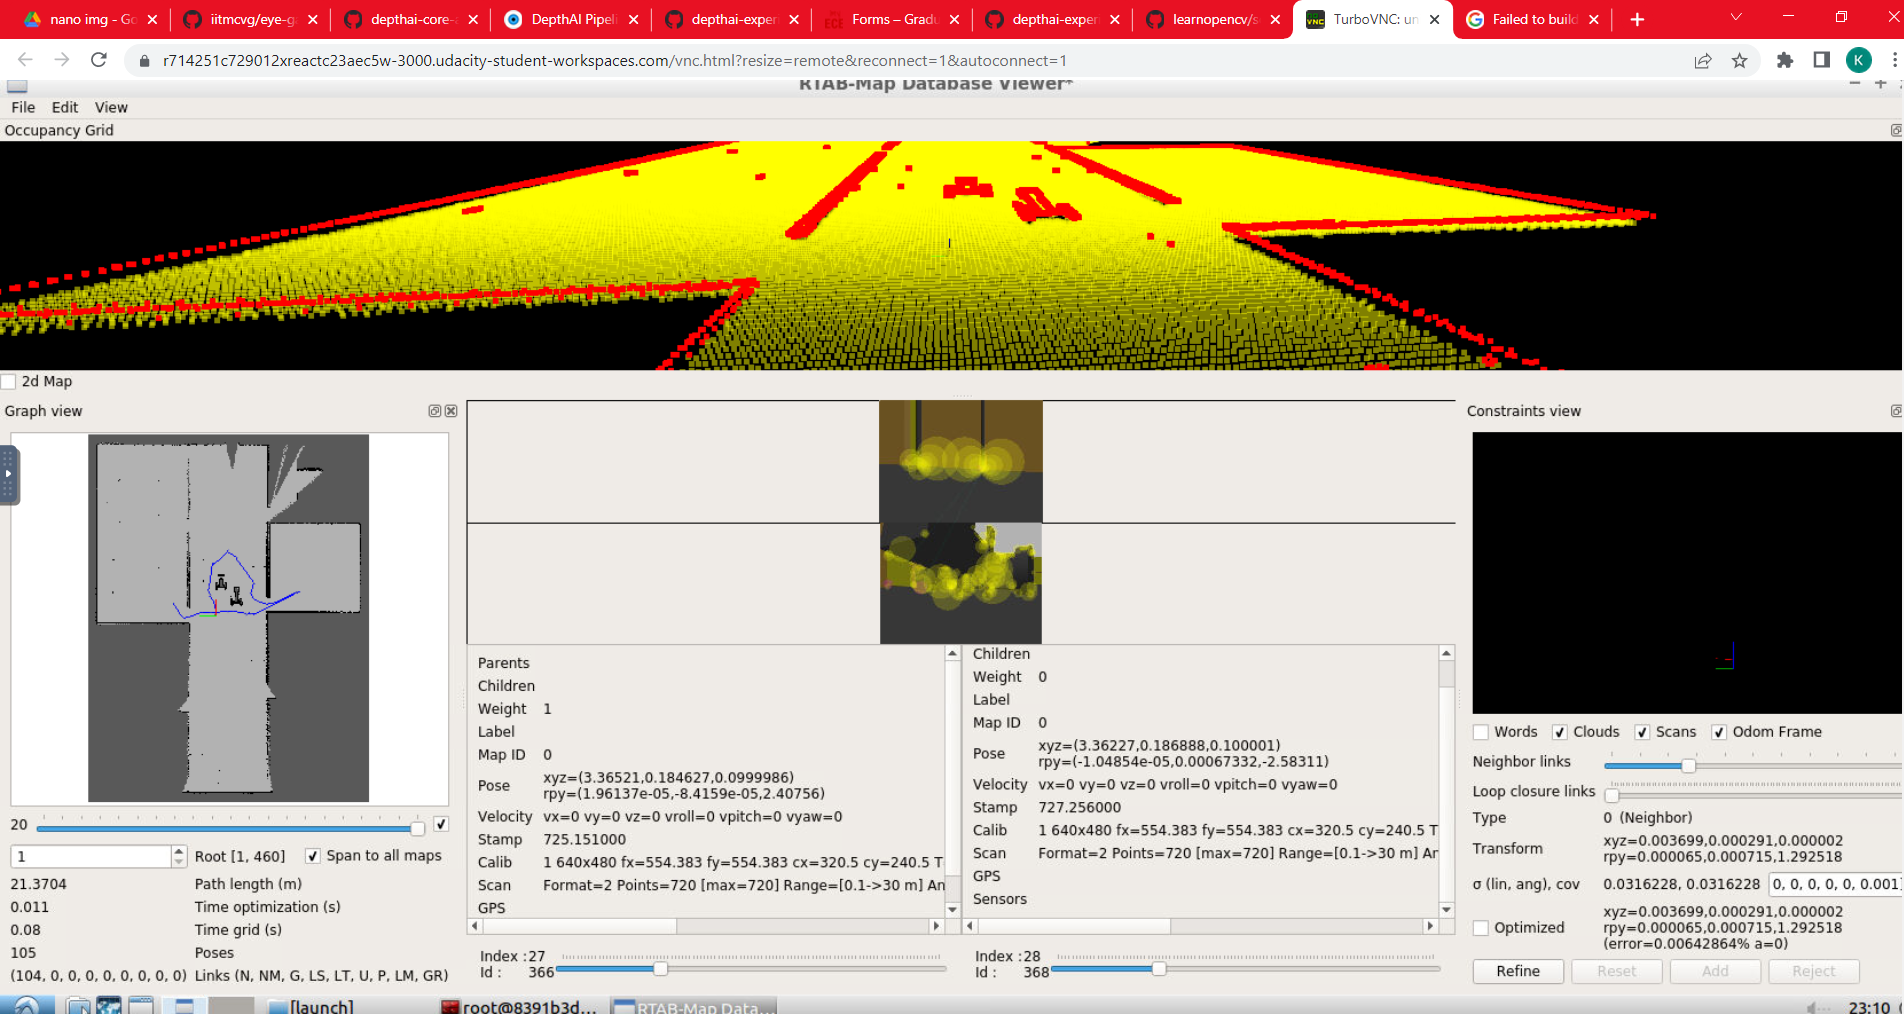 nano img - Go
iitmcvg/eye-ga
depthai-core-
DepthAI Pipeli
depthai-exper
Forms – Gradu
depthai-exper
learnopencv/s
TurboVNC: un
Failed to build
r714251c729012xreactc23aec5w-3000.udacity-student-workspaces.com/vnc.html?resize=remote&reconnect=1&autoconnect=1
K
RTAB-Map Database Viewer*
File Edit View
Occupancy Grid
2d Map
Graph view
20
1 Root [1, 460] Span to all maps
21.3704 Path length (m)
0.011 Time optimization (s)
0.08 Time grid (s)
105 Poses
(104, 0, 0, 0, 0, 0, 0, 0, 0) Links (N, NM, G, LS, LT, U, P, LM, GR)
Parents
Children
Weight 1
Label
Map ID 0
Pose xyz=(3.36521,0.184627,0.0999986)
rpy=(1.96137e-05,-8.4159e-05,2.40756)
Velocity vx=0 vy=0 vz=0 vroll=0 vpitch=0 vyaw=0
Stamp 725.151000
Calib 1 640x480 fx=554.383 fy=554.383 cx=320.5 cy=240.5 T
Scan Format=2 Points=720 [max=720] Range=[0.1->30 m] An
GPS
Index : 27
Id : 366
Children
Weight 0
Label
Map ID 0
Pose xyz=(3.36227,0.186888,0.100001)
rpy=(-1.04854e-05,0.00067332,-2.58311)
Velocity vx=0 vy=0 vz=0 vroll=0 vpitch=0 vyaw=0
Stamp 727.256000
Calib 1 640x480 fx=554.383 fy=554.383 cx=320.5 cy=240.5 T
Scan Format=2 Points=720 [max=720] Range=[0.1->30 m] Ar
GPS
Sensors
Index : 28
Id : 368
Constraints view
Words Clouds Scans Odom Frame
Neighbor links
Loop closure links
Type 0 (Neighbor)
Transform xyz=0.003699,0.000291,0.000002
rpy=0.000065,0.000715,1.292518
σ (lin, ang), cov 0.0316228, 0.0316228 0, 0, 0, 0, 0, 0.001]
Optimized xyz=0.003699,0.000291,0.000002
rpy=0.000065,0.000715,1.292518
(error=0.00642864% a=0)
Refine Reset Add Reject
[launch]
root@8391b3d...
RTAB-Map Data...
23:10